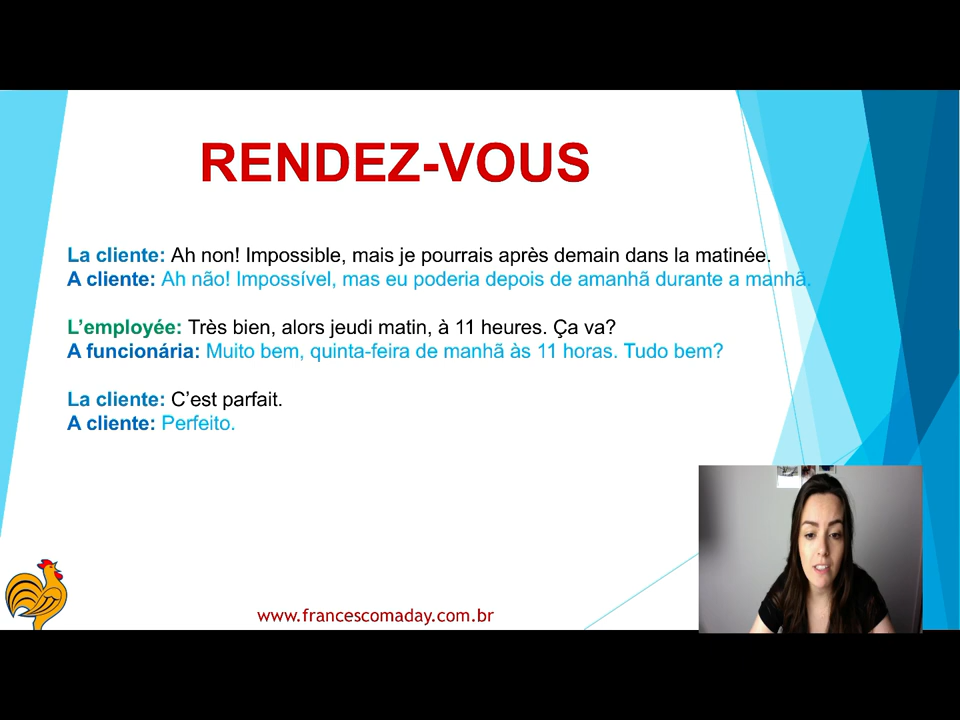 RENDEZ-VOUS
La cliente: Ah non! Impossible, mais je pourrais après demain dans la matinée.
A cliente: Ah não! Impossível, mas eu poderia depois de amanhã durante a manhã.
L'employée: Très bien, alors jeudi matin, à 11 heures. Ça va?
A funcionária: Muito bem, quinta-feira de manhã às 11 horas. Tudo bem?
La cliente: C'est parfait.
A cliente: Perfeito.
www.francescomaday.com.br